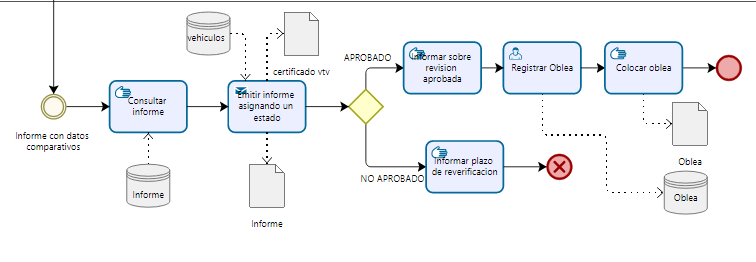 vehiculos
certificado vtv
APROBADO
Informar sobre
revision
aprobada
Registrar Oblea
Colocar oblea
Consultar
informe
Emitir informe
asignando un
estado
Informe con datos
comparativos
Informe
Informe
NO APROBADO
Informar plazo
de reverificacion
Oblea
Oblea